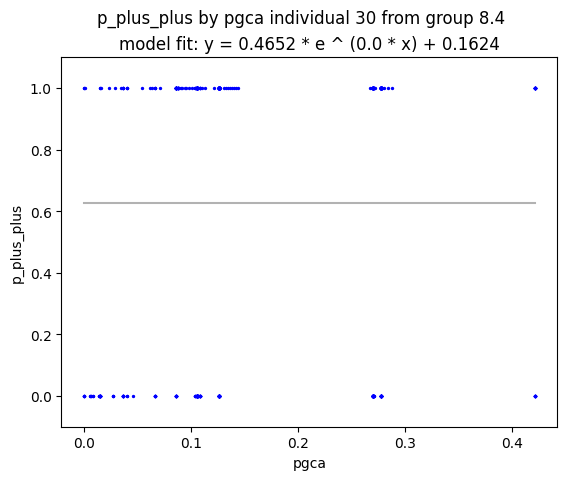 p_plus_plus by pgca individual 30 from group 8.4
model fit: y = 0.4652 * e ^ (0.0 * x) + 0.1624
1.0
0.8
0.6
0.4
0.2
0.0
p_plus_plus
0.0 0.1 0.2 0.3 0.4
pgca